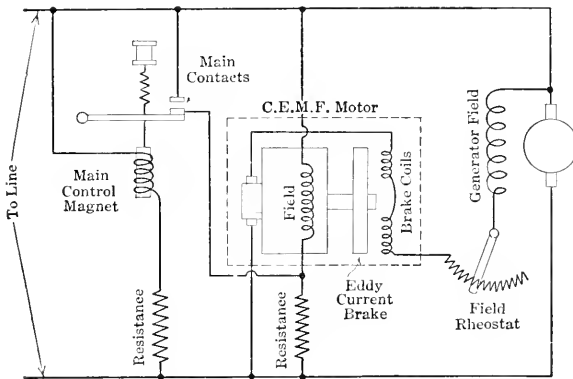 Main
Contacts
C.E.M.F. Motor
Generator Field
To Line
Main
Control
Magnet
Field
Brake Coils
Eddy
Current
Brake
Field
Rheostat
Resistance
Resistance